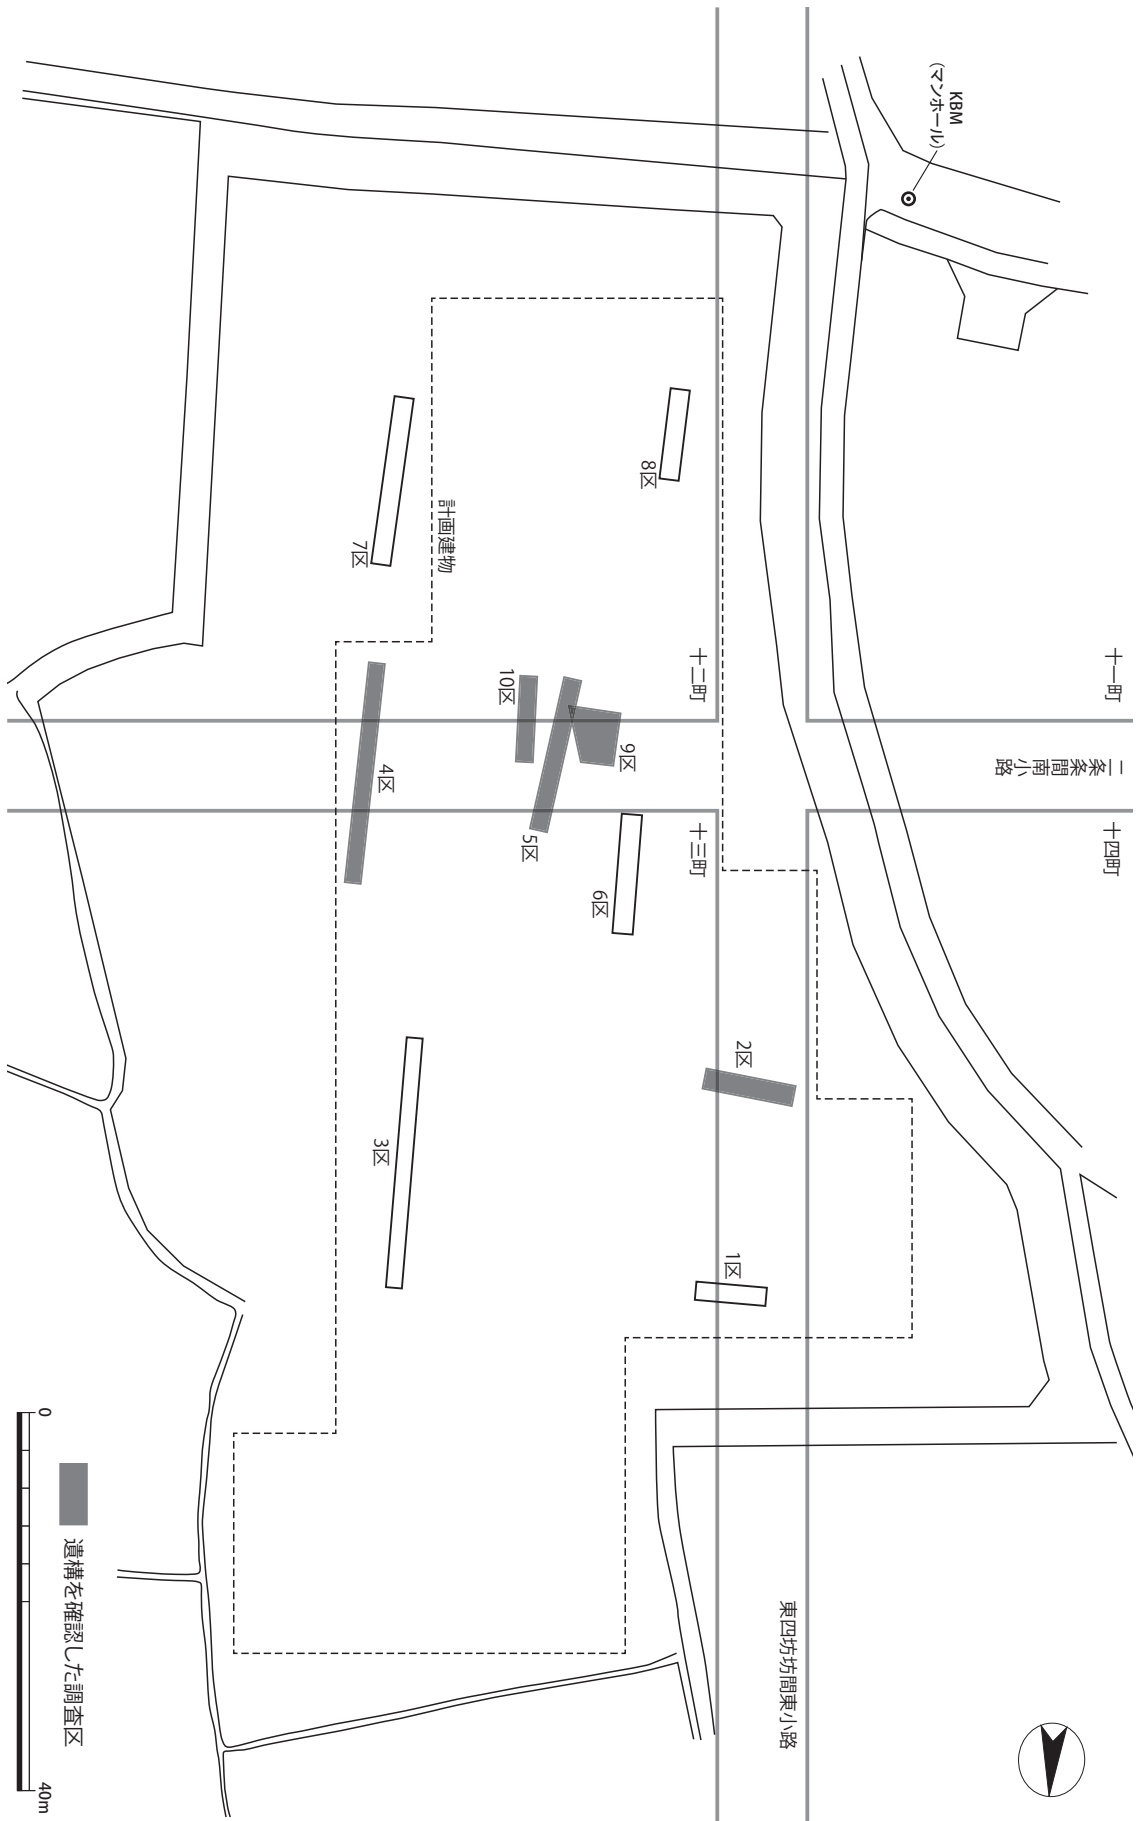 KBM
(マンホール)
8区
7区
計画建物
十二町
十一町
10区
9区
二条条間南小路
4区
5区
十三町
十四町
6区
2区
3区
1区
東四坊坊間東小路
0
40m
遺構を確認した調査区